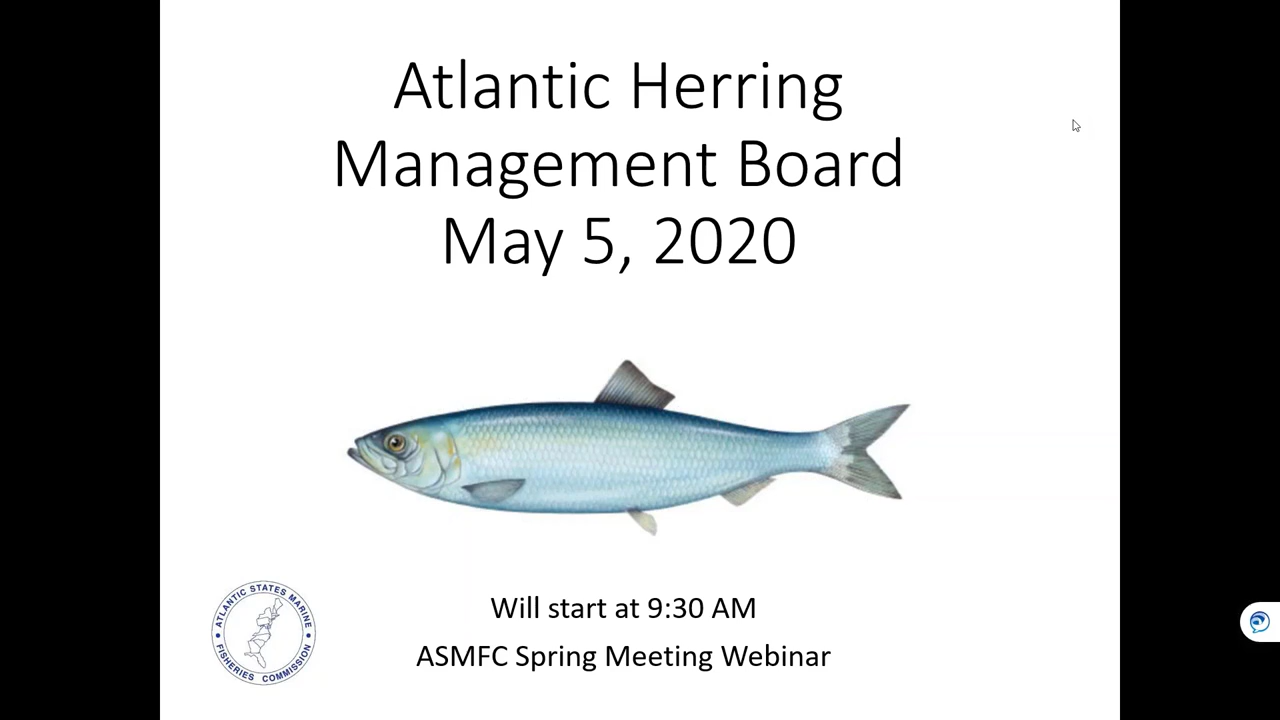 Atlantic Herring
Management Board
May 5, 2020
Will start at 9:30 AM
ASMFC Spring Meeting Webinar
ATLANTIC STATES MARINE
FISHERIES COMMISSION